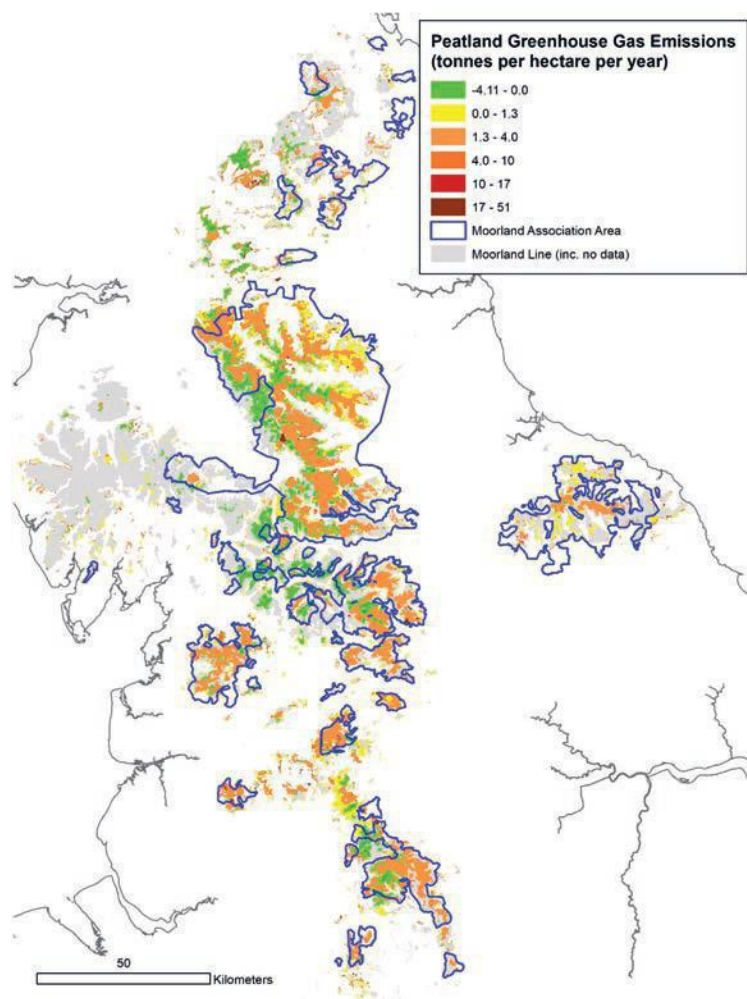 Peatland Greenhouse Gas Emissions
(tonnes per hectare per year)
-4.11 - 0.0
0.0 - 1.3
1.3 - 4.0
4.0 - 10
10 - 17
17 - 51
Moorland Association Area
Moorland Line (inc. no data)
50
Kilometers